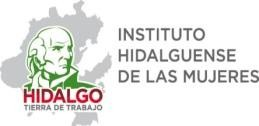 INSTITUTO
HIDALGUENSE
DE LAS MUJERES
HIDALGO
TIERRA DE TRABAJO